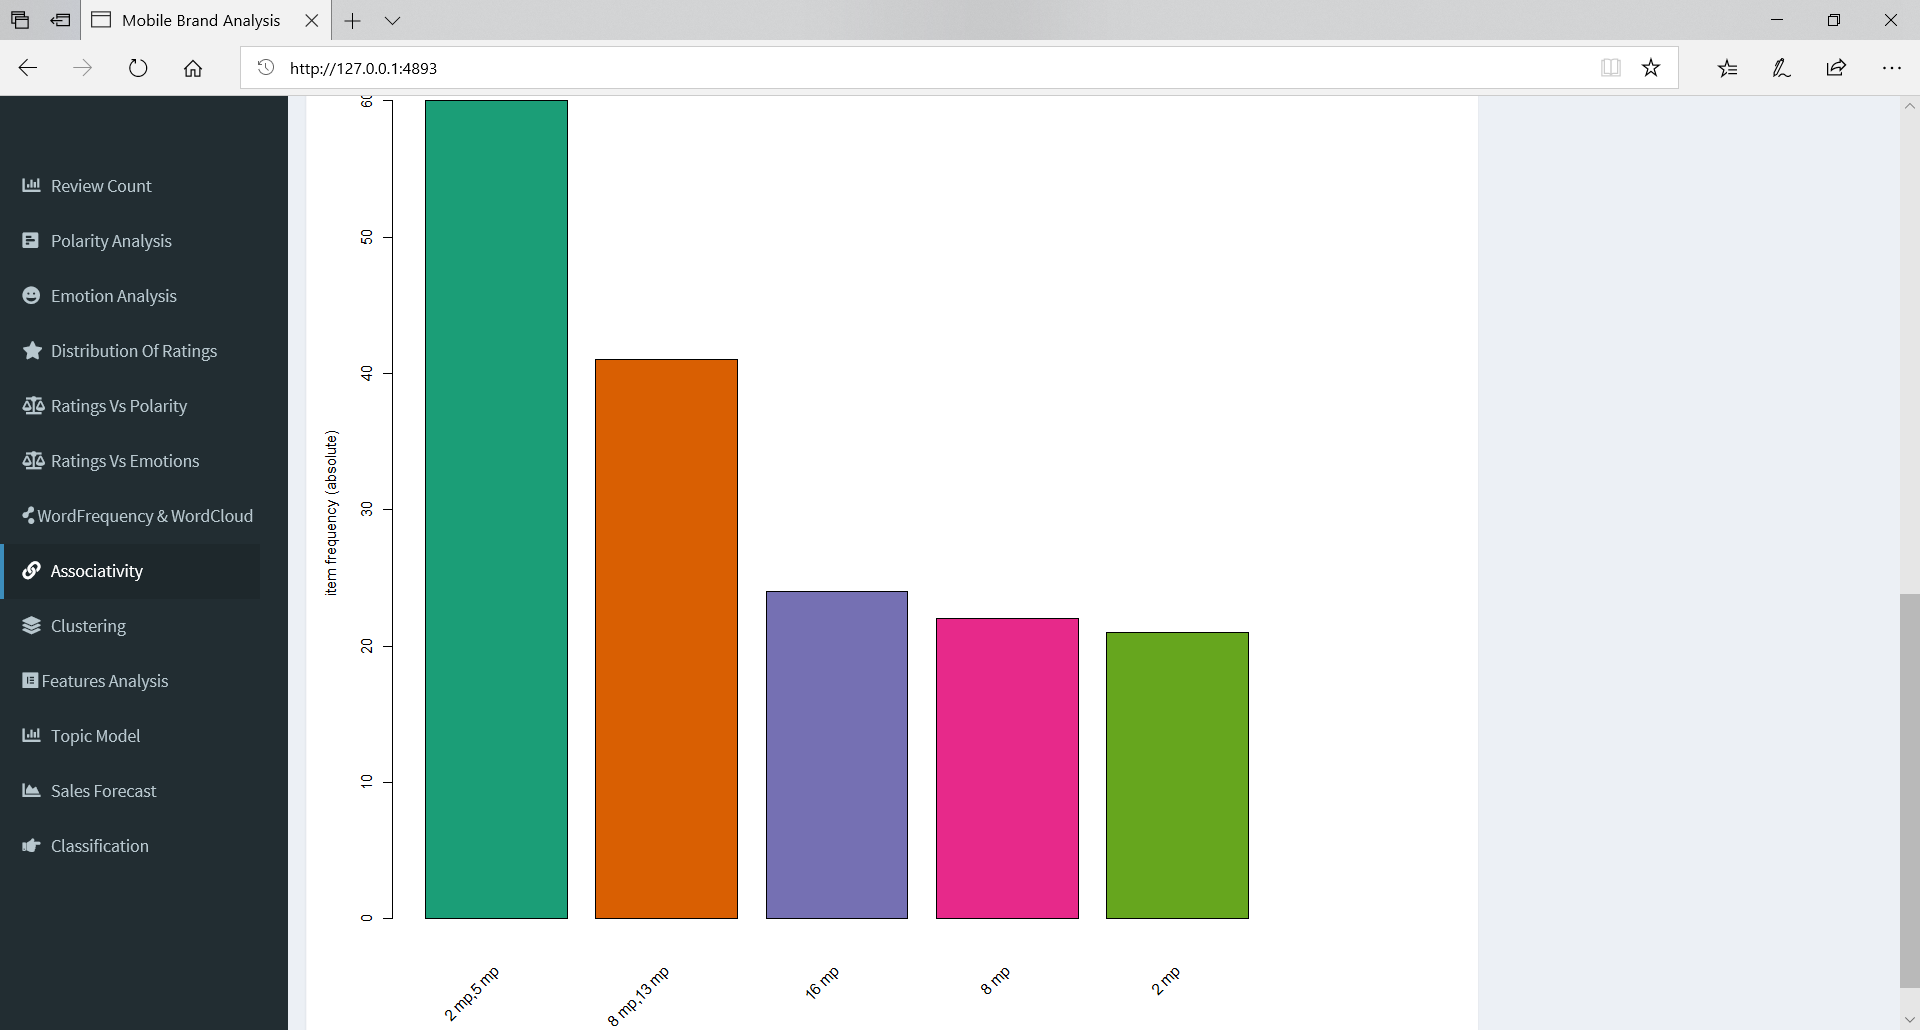 Mobile Brand Analysis
http://127.0.0.1:4893
Review Count
Polarity Analysis
Emotion Analysis
Distribution Of Ratings
Ratings Vs Polarity
Ratings Vs Emotions
WordFrequency & WordCloud
Associativity
Clustering
Features Analysis
Topic Model
Sales Forecast
Classification
item frequency (absolute)
60
50
40
30
20
10
0
2 mp,5 mp
8 mp,13 mp
16 mp
8 mp
2 mp